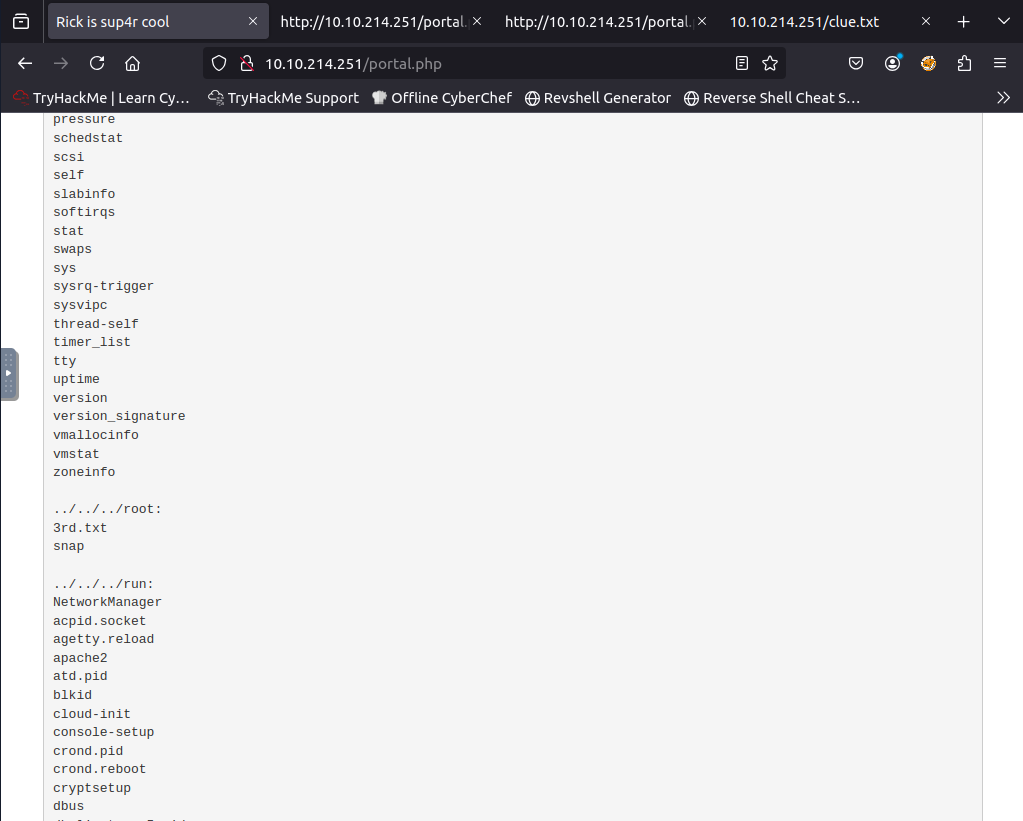 Rick is sup4r cool
http://10.10.214.251/portal.
http://10.10.214.251/portal.
10.10.214.251/clue.txt
10.10.214.251/portal.php
TryHackMe | Learn Cy…
TryHackMe Support
Offline CyberChef
Revshell Generator
Reverse Shell Cheat S…
pressure
schedstat
scsi
self
slabinfo
softirqs
stat
swaps
sys
sysrq-trigger
sysvipc
thread-self
timer_list
tty
uptime
version
version_signature
vmallocinfo
vmstat
zoneinfo
../../../root:
3rd.txt
snap
../../../run:
NetworkManager
acpid.socket
agetty.reload
apache2
atd.pid
blkid
cloud-init
console-setup
crond.pid
crond.reboot
cryptsetup
dbus